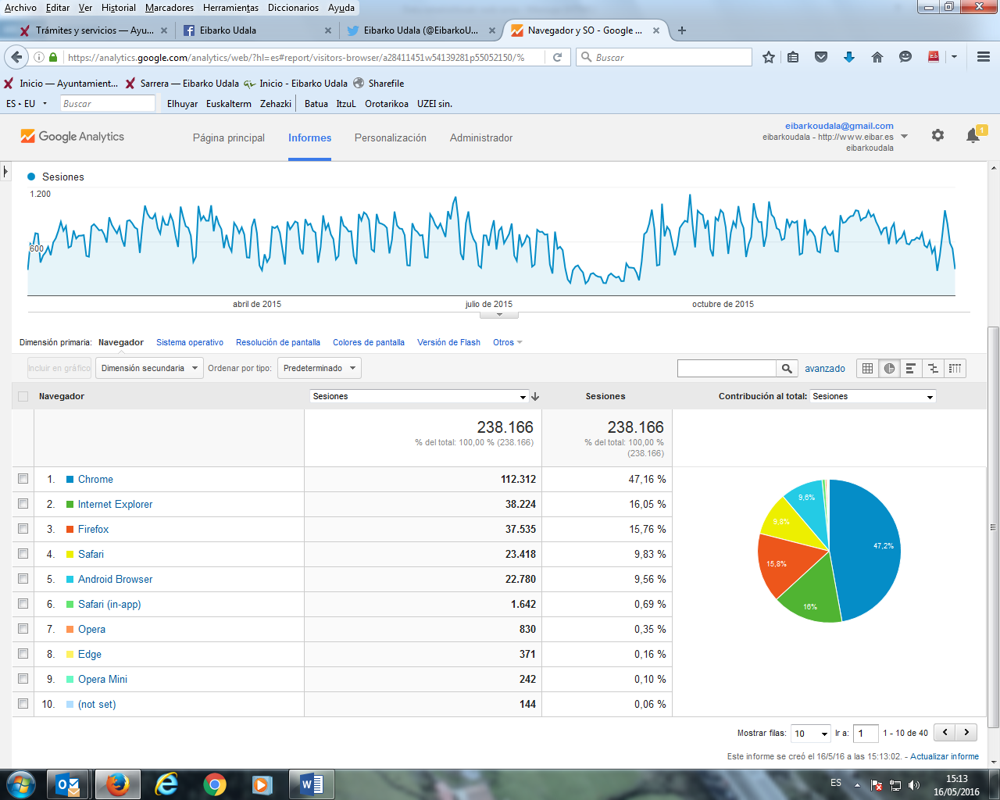 Archivo Editar Ver Historial Marcadores Herramientas Diccionarios Ayuda
Trámites y servicios — Ayu... Eibarko Udala Eibarko Udala (@EibarkoU... Navegador y SO - Google ...
https://analytics.google.com/analytics/web/?hl=es#report/visitors-browser/a28411451w54139281p55052150/% Buscar
Inicio — Ayuntamient... Sarrera — Eibarko Udala Inicio - Eibarko Udala Sharefile
ES ▸ EU Buscar Elhuyar Euskalterm Zehazki Batua ItzuL Orotarikoa UZEI sin.
Google Analytics Página principal Informes Personalización Administrador
eibarkoudala@gmail.com 1
eibarkoudala - http://www.eibar.es
eibarkoudala
Sesiones
1.200
600
abril de 2015 julio de 2015 octubre de 2015
Dimensión primaria: Navegador Sistema operativo Resolución de pantalla Colores de pantalla Versión de Flash Otros
Incluir en gráfico Dimensión secundaria Ordenar por tipo: Predeterminado avanzado
Navegador Sesiones Sesiones Contribución al total: Sesiones
238.166 238.166
% del total: 100,00 % (238.166) % del total: 100,00 %
(238.166)
1. Chrome 112.312 47,16 %
2. Internet Explorer 38.224 16,05 %
3. Firefox 37.535 15,76 %
4. Safari 23.418 9,83 %
5. Android Browser 22.780 9,56 %
6. Safari (in-app) 1.642 0,69 %
7. Opera 830 0,35 %
8. Edge 371 0,16 %
9. Opera Mini 242 0,10 %
10. (not set) 144 0,06 %
9,6%
9,8%
47,2%
15,8%
16%
Mostrar filas: 10 Ir a: 1 1 - 10 de 40
Este informe se creó el 16/5/16 a las 15:13:02. - Actualizar informe
ES 15:13
16/05/2016